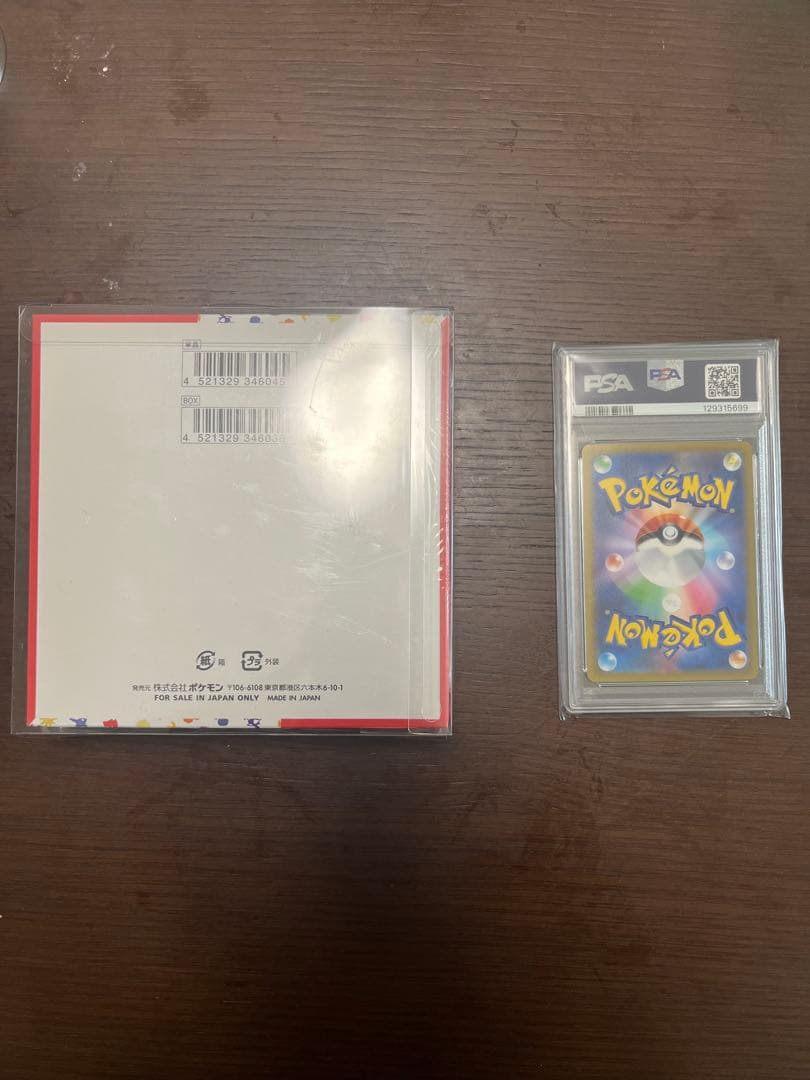 単品
4 521329 346045
BOX
4 521329 346038
紙 箱 プラ 外装
発売元 株式会社ポケモン 〒106-6108 東京都港区六本木6-10-1
FOR SALE IN JAPAN ONLY MADE IN JAPAN
PSA PSA
129315699
POKéMON
POKéMON